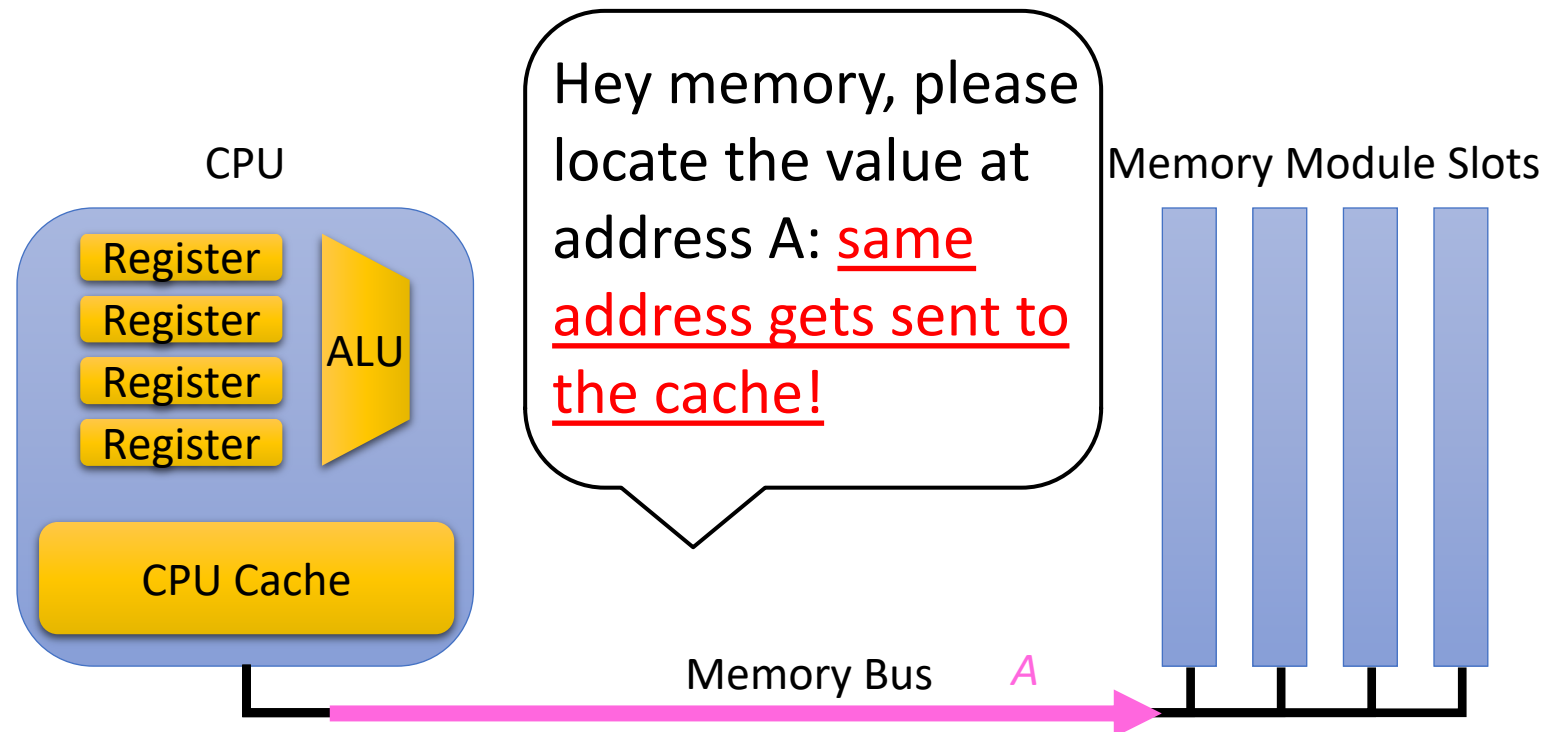 CPU
Register
Register
Register
Register
ALU
CPU Cache
Hey memory, please
locate the value at
address A: same
address gets sent to
the cache!
Memory Module Slots
Memory Bus
A